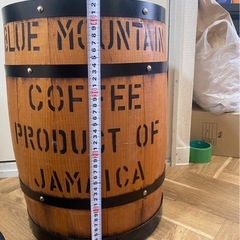 BLUE MOUNTAIN
COFFEE
PRODUCT OF
JAMAICA